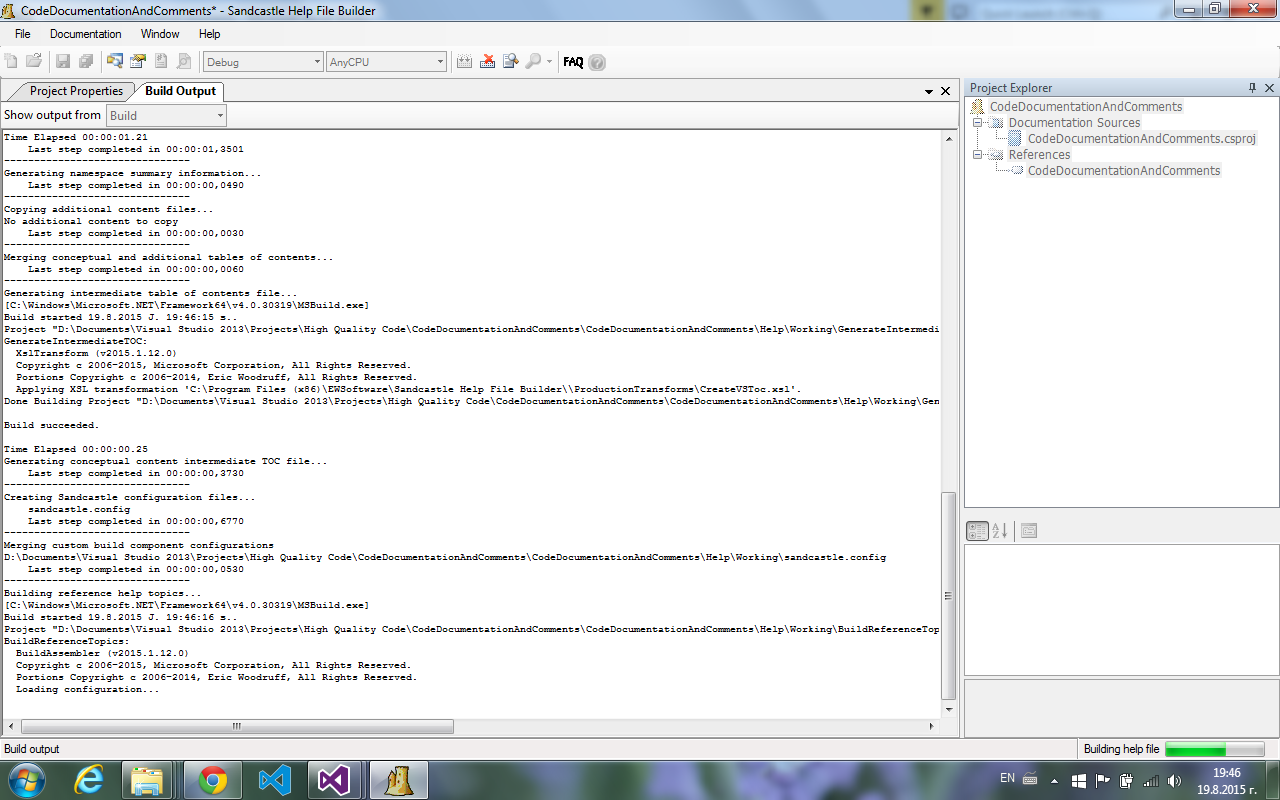 CodeDocumentationAndComments* - Sandcastle Help File Builder
File Documentation Window Help
Debug AnyCPU FAQ
Project Properties Build Output
Show output from Build
Time Elapsed 00:00:01.21
Last step completed in 00:00:01,3501
-------------------------------
Generating namespace summary information...
Last step completed in 00:00:00,0490
-------------------------------
Copying additional content files...
No additional content to copy
Last step completed in 00:00:00,0030
-------------------------------
Merging conceptual and additional tables of contents...
Last step completed in 00:00:00,0060
-------------------------------
Generating intermediate table of contents file...
[C:\Windows\Microsoft.NET\Framework64\v4.0.30319\MSBuild.exe]
Build started 19.8.2015 J. 19:46:15 s..
Project "D:\Documents\Visual Studio 2013\Projects\High Quality Code\CodeDocumentationAndComments\CodeDocumentationAndComments\Help\Working\GenerateIntermedi
GenerateIntermediateTOC:
XslTransform (v2015.1.12.0)
Copyright c 2006-2015, Microsoft Corporation, All Rights Reserved.
Portions Copyright c 2006-2014, Eric Woodruff, All Rights Reserved.
Applying XSL transformation 'C:\Program Files (x86)\EWSoftware\Sandcastle Help File Builder\\ProductionTransforms\CreateVSToc.xsl'.
Done Building Project "D:\Documents\Visual Studio 2013\Projects\High Quality Code\CodeDocumentationAndComments\CodeDocumentationAndComments\Help\Working\Gen
Build succeeded.
Time Elapsed 00:00:00.25
Generating conceptual content intermediate TOC file...
Last step completed in 00:00:00,3730
-------------------------------
Creating Sandcastle configuration files...
sandcastle.config
Last step completed in 00:00:00,6770
-------------------------------
Merging custom build component configurations
D:\Documents\Visual Studio 2013\Projects\High Quality Code\CodeDocumentationAndComments\CodeDocumentationAndComments\Help\Working\sandcastle.config
Last step completed in 00:00:00,0530
-------------------------------
Building reference help topics...
[C:\Windows\Microsoft.NET\Framework64\v4.0.30319\MSBuild.exe]
Build started 19.8.2015 J. 19:46:16 s..
Project "D:\Documents\Visual Studio 2013\Projects\High Quality Code\CodeDocumentationAndComments\CodeDocumentationAndComments\Help\Working\BuildReferenceTop
BuildReferenceTopics:
BuildAssembler (v2015.1.12.0)
Copyright c 2006-2015, Microsoft Corporation, All Rights Reserved.
Portions Copyright c 2006-2014, Eric Woodruff, All Rights Reserved.
Loading configuration...
Project Explorer
CodeDocumentationAndComments
Documentation Sources
CodeDocumentationAndComments.csproj
References
CodeDocumentationAndComments
Build output
Building help file
EN
19:46
19.8.2015 г.